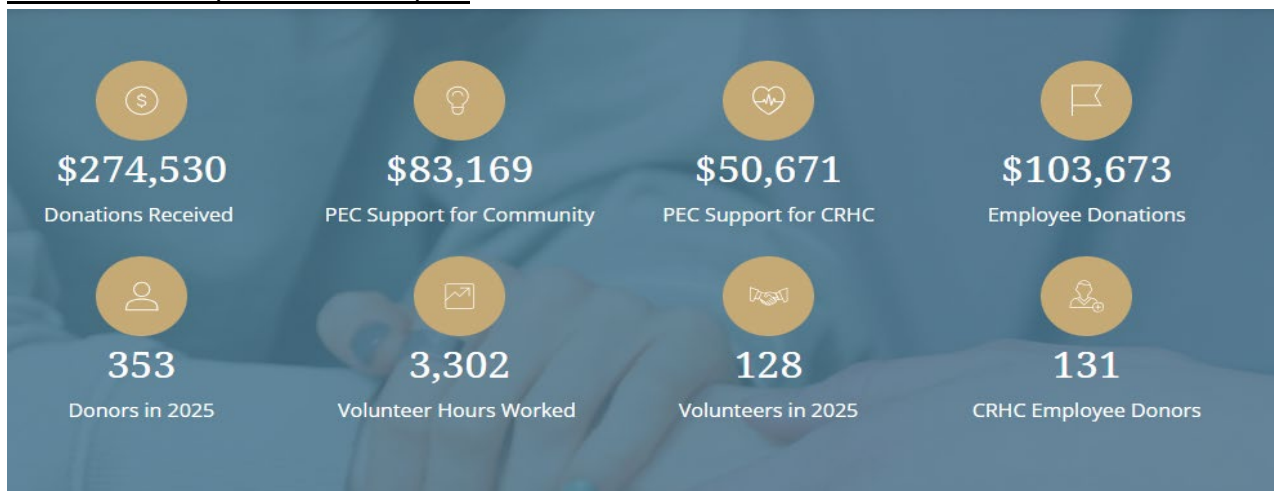 $274,530
Donations Received
$83,169
PEC Support for Community
$50,671
PEC Support for CRHC
$103,673
Employee Donations
353
Donors in 2025
3,302
Volunteer Hours Worked
128
Volunteers in 2025
131
CRHC Employee Donors